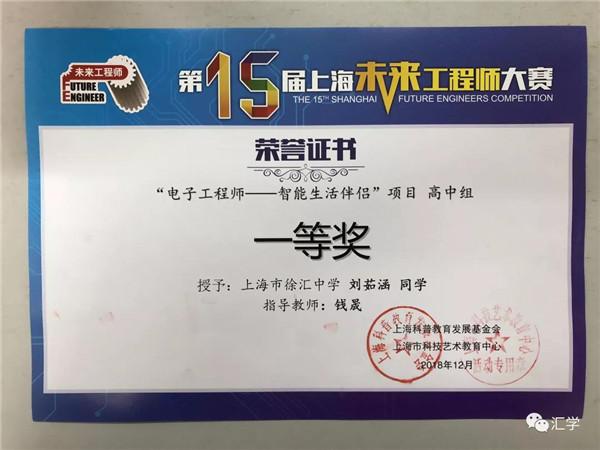 未来工程师
FUTURE
ENGINEER
第15届上海未来工程师大赛
THE 15TH SHANGHAI FUTURE ENGINEERS COMPETITION
荣誉证书
“电子工程师——智能生活伴侣”项目 高中组
一等奖
授予：上海市徐汇中学 刘茹涵 同学
指导教师：钱晟
上海科普教育发展基金会
上海市科技艺术教育中心
2018年12月
活动专用章
汇学